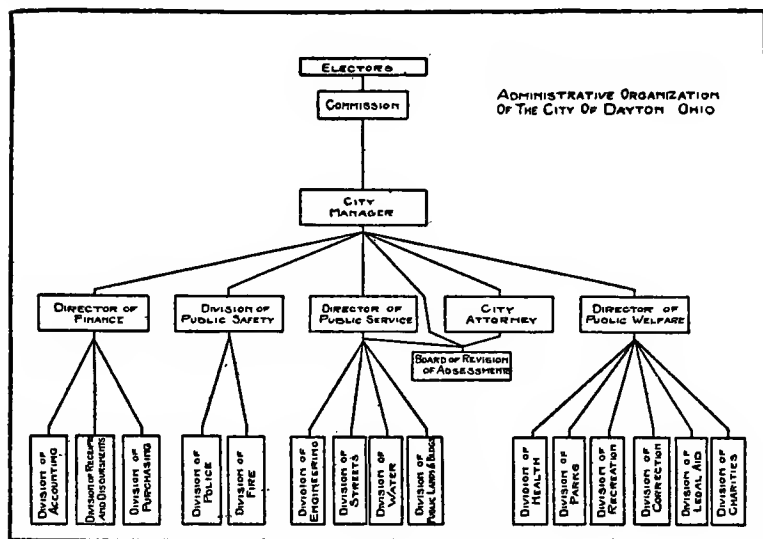 ELECTORS
COMMISSION
ADMINISTRATIVE ORGANIZATION
OF THE CITY OF DAYTON OHIO
CITY
MANAGER
DIRECTOR OF
FINANCE
DIVISION OF
PUBLIC SAFETY
DIRECTOR OF
PUBLIC SERVICE
CITY
ATTORNEY
DIRECTOR OF
PUBLIC WELFARE
BOARD OF REVISION
OF ASSESSMENTS
DIVISION OF
ACCOUNTING
DIVISION OF RECEIPTS
AND DISBURSMENTS
DIVISION OF
PURCHASING
DIVISION OF
POLICE
DIVISION OF
FIRE
DIVISION OF
ENGINEERING
DIVISION OF
STREETS
DIVISION OF
WATER
DIVISION OF
PUBLIC LANDS & BLDGS
DIVISION OF
HEALTH
DIVISION OF
PARKS
DIVISION OF
RECREATION
DIVISION OF
CORRECTION
DIVISION OF
LEGAL AID
DIVISION OF
CHARITIES